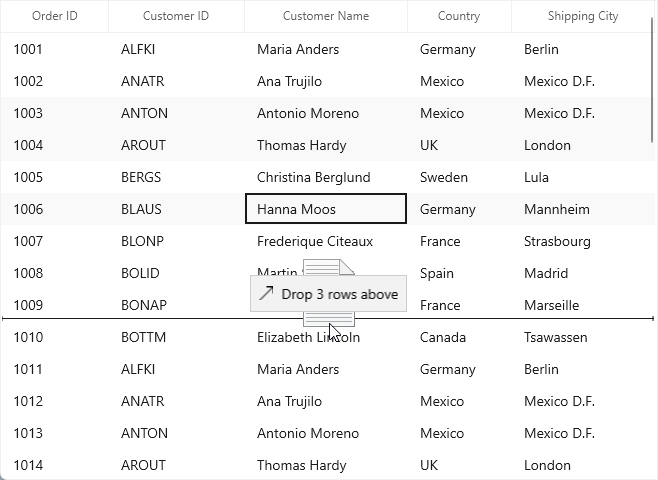 Order ID Customer ID Customer Name Country Shipping City
1001 ALFKI Maria Anders Germany Berlin
1002 ANATR Ana Trujilo Mexico Mexico D.F.
1003 ANTON Antonio Moreno Mexico Mexico D.F.
1004 AROUT Thomas Hardy UK London
1005 BERGS Christina Berglund Sweden Lula
1006 BLAUS Hanna Moos Germany Mannheim
1007 BLONP Frederique Citeaux France Strasbourg
1008 BOLID Martin Spain Madrid
Drop 3 rows above
1009 BONAP France Marseille
1010 BOTTM Elizabeth Lincoln Canada Tsawassen
1011 ALFKI Maria Anders Germany Berlin
1012 ANATR Ana Trujilo Mexico Mexico D.F.
1013 ANTON Antonio Moreno Mexico Mexico D.F.
1014 AROUT Thomas Hardy UK London